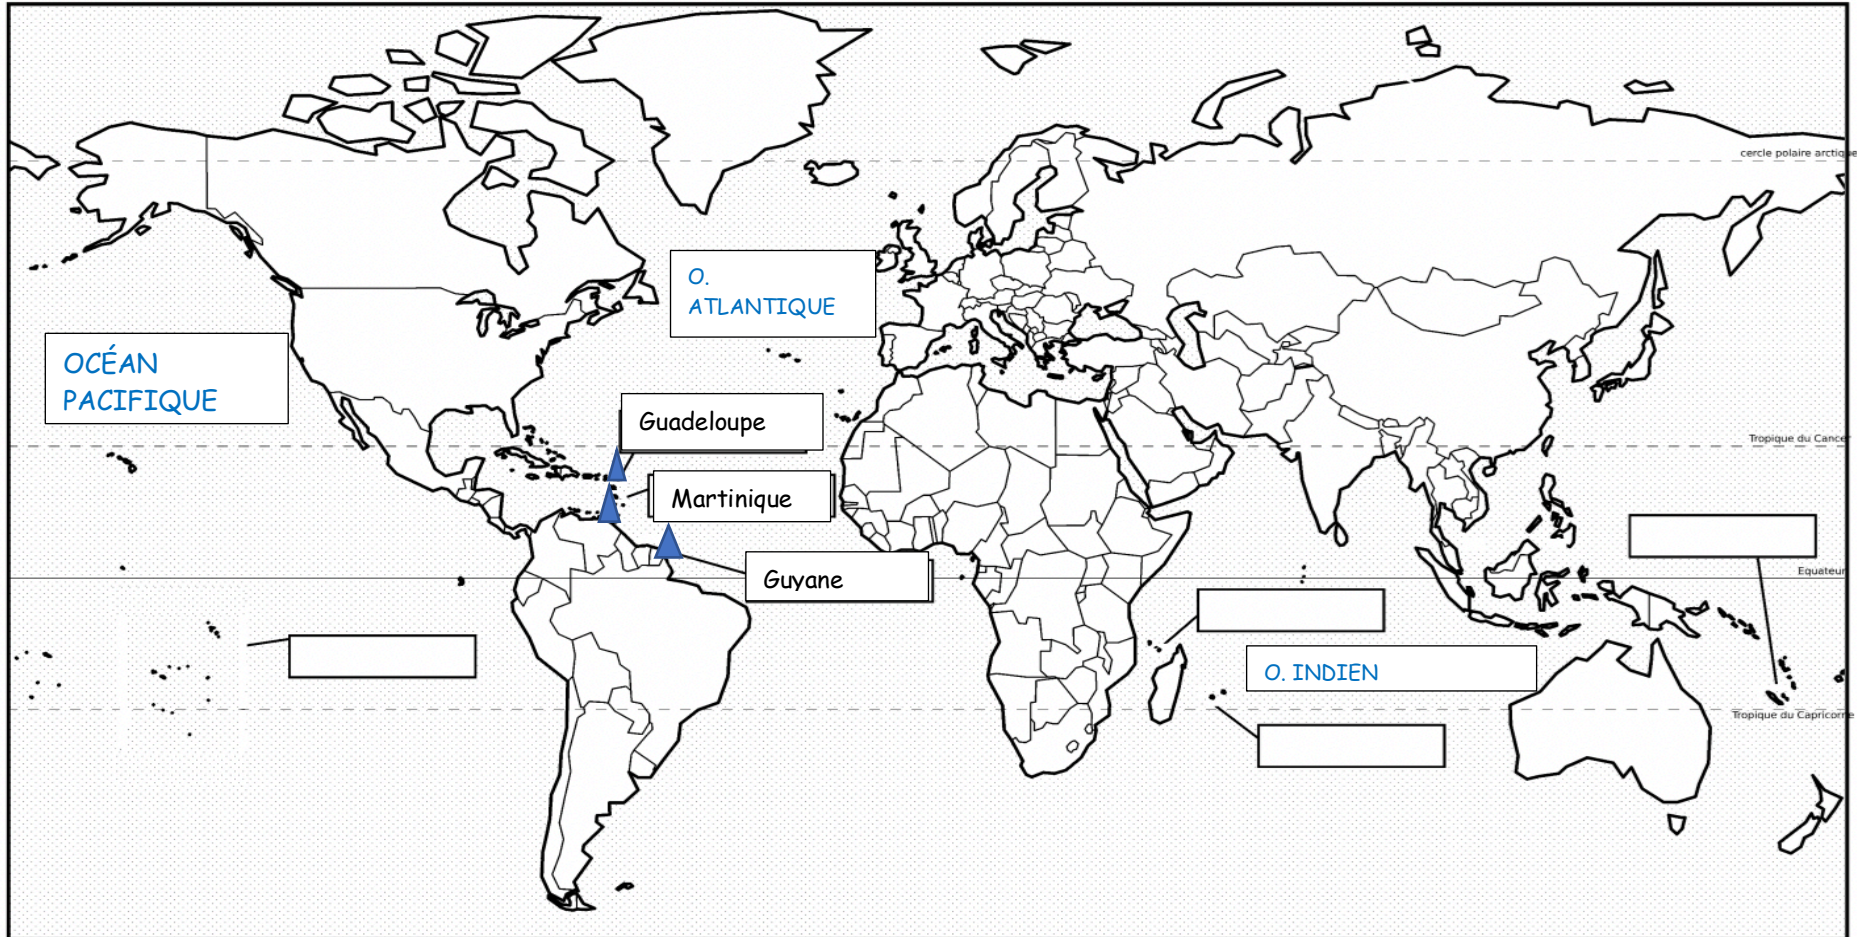 cercle polaire arctique
O.
ATLANTIQUE
OCÉAN
PACIFIQUE
Guadeloupe
Tropique du Cancer
Martinique
Guyane
Equateur
O. INDIEN
Tropique du Capricorne